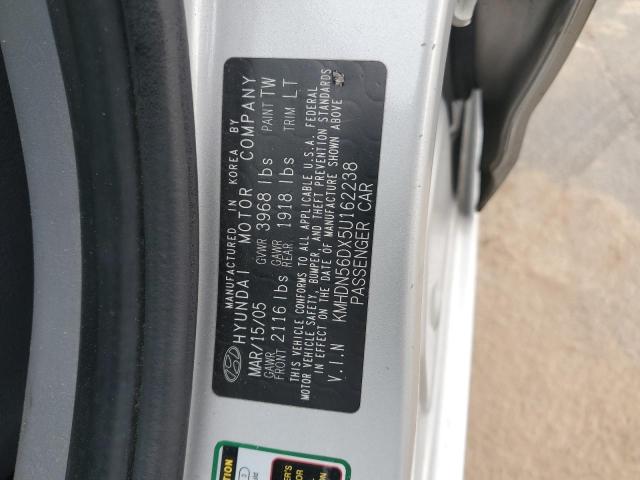 MANUFACTURED IN KOREA BY
HYUNDAI MOTOR COMPANY
MAR/15/05 GVWR 3968 lbs PAINT TW
GAWR FRONT 2116 lbs GAWR REAR 1918 lbs TRIM LT
THIS VEHICLE CONFORMS TO ALL APPLICABLE U.S.A. FEDERAL
MOTOR VEHICLE SAFETY, BUMPER, AND THEFT PREVENTION STANDARDS
IN EFFECT ON THE DATE OF MANUFACTURE SHOWN ABOVE
V.I.N KMHDN56DX5U162238
PASSENGER CAR